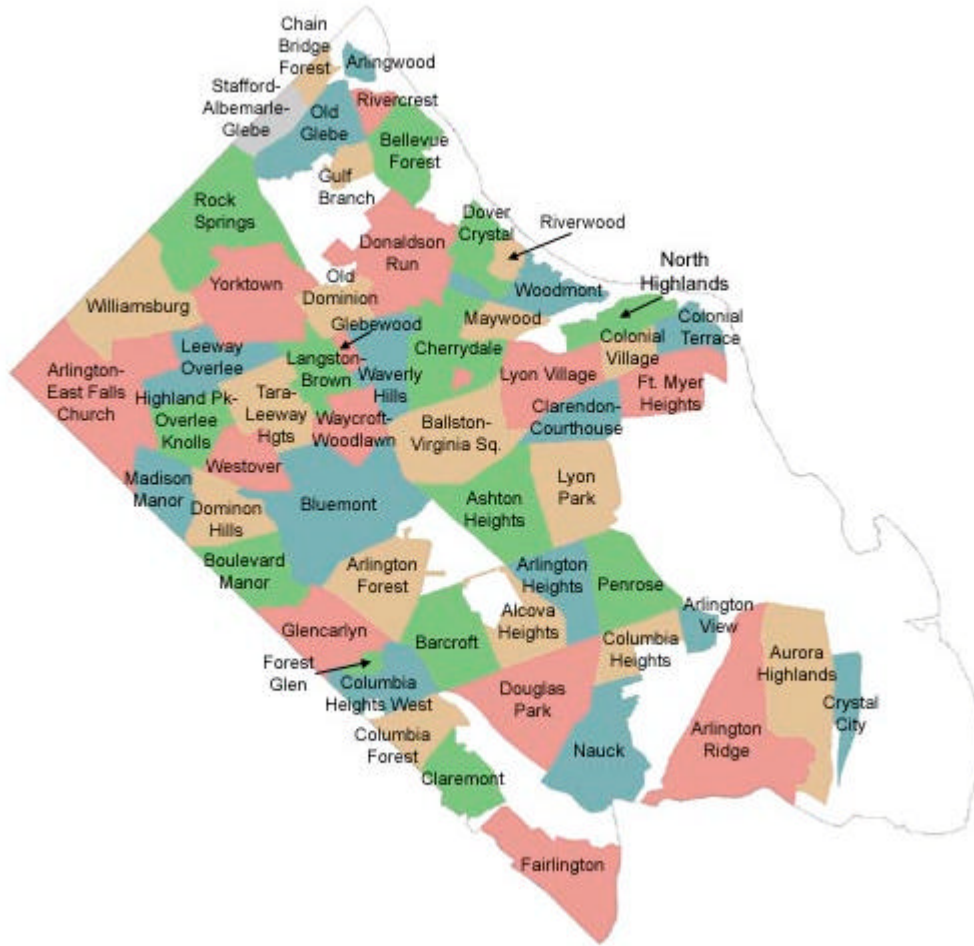 Chain
Bridge
Forest
Arlingwood
Stafford-
Albemarle-
Glebe
Old
Glebe
Rivercrest
Bellevue
Forest
Gulf
Branch
Rock
Springs
Dover
Crystal
Riverwood
Donaldson
Run
North
Highlands
Yorktown
Old
Dominion
Woodmont
Williamsburg
Glebewood
Maywood
Colonial
Terrace
Colonial
Village
Leeway
Overlee
Langston-
Brown
Cherrydale
Arlington-
East Falls
Church
Waverly
Hills
Lyon Village
Ft. Myer
Heights
Highland Pk-
Overlee
Knolls
Tara-
Leeway
Hgts
Waycroft-
Woodlawn
Clarendon-
Courthouse
Ballston-
Virginia Sq.
Westover
Madison
Manor
Lyon
Park
Dominon
Hills
Bluemont
Ashton
Heights
Boulevard
Manor
Arlington
Forest
Arlington
Heights
Penrose
Arlington
View
Alcova
Heights
Glencarlyn
Barcroft
Columbia
Heights
Aurora
Highlands
Forest
Glen
Columbia
Heights West
Douglas
Park
Crystal
City
Arlington
Ridge
Columbia
Forest
Nauck
Claremont
Fairlington